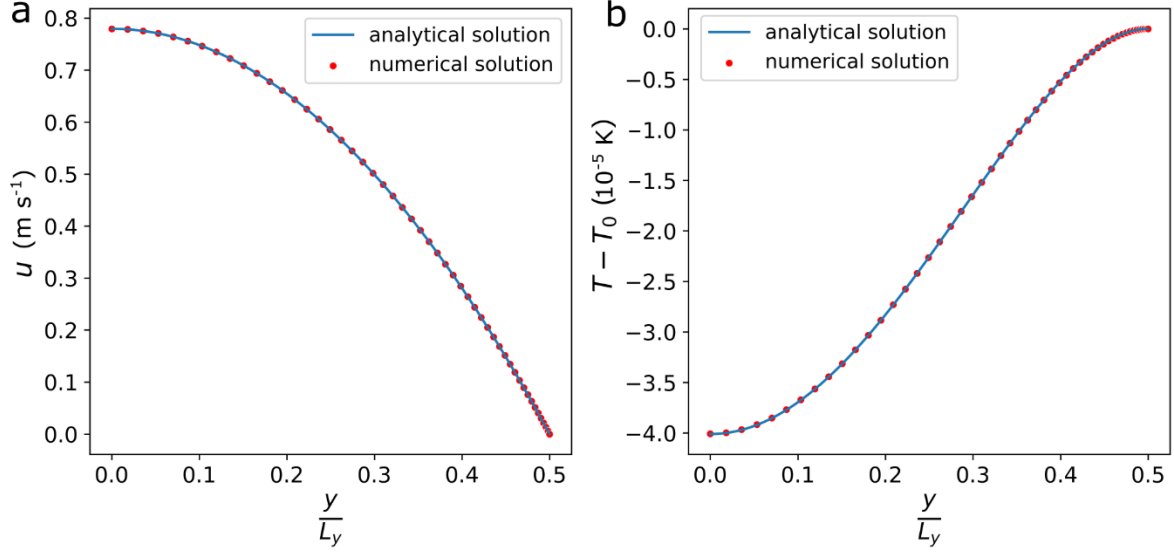 a
analytical solution
numerical solution
0.8
0.7
0.6
0.5
0.4
0.3
0.2
0.1
0.0
u (m s⁻¹)
0.0 0.1 0.2 0.3 0.4 0.5
y
L_y
b
analytical solution
numerical solution
0.0
−0.5
−1.0
−1.5
−2.0
−2.5
−3.0
−3.5
−4.0
T − T₀ (10⁻⁵ K)
0.0 0.1 0.2 0.3 0.4 0.5
y
L_y